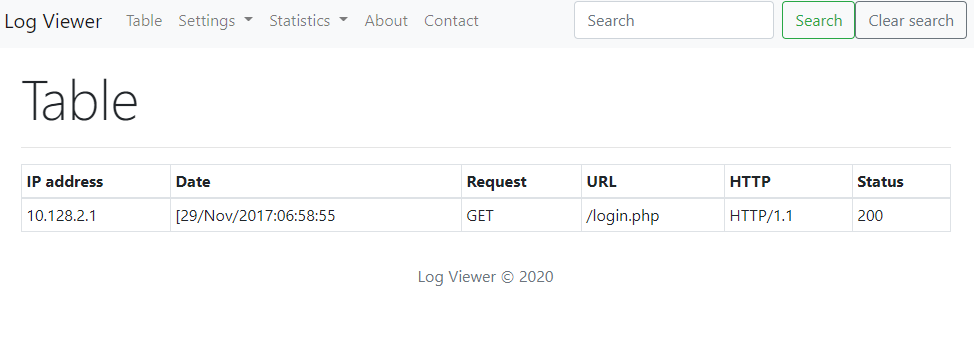 Log Viewer Table Settings Statistics About Contact Search Search Clear search
Table
IP address Date Request URL HTTP Status
10.128.2.1 [29/Nov/2017:06:58:55 GET /login.php HTTP/1.1 200
Log Viewer © 2020